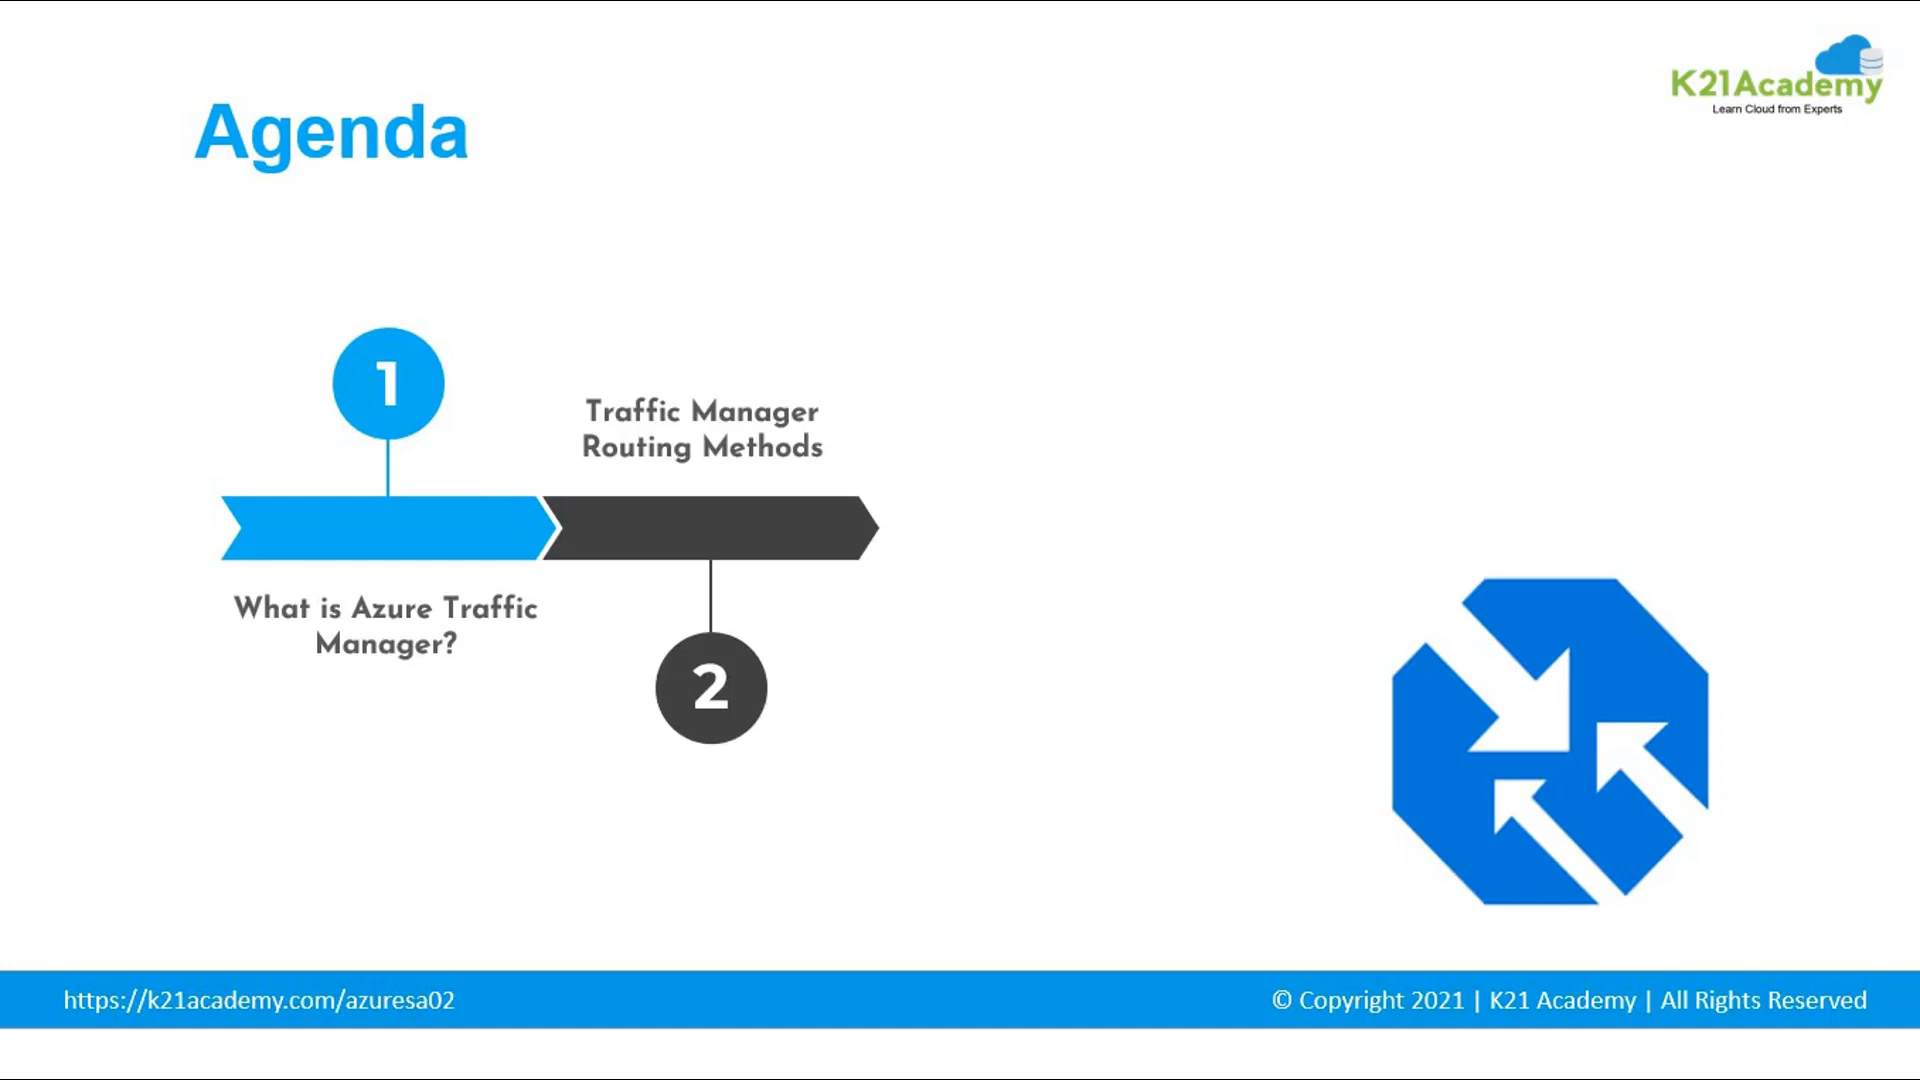 Agenda
K21Academy
Learn Cloud from Experts
1
What is Azure Traffic
Manager?
Traffic Manager
Routing Methods
2
https://k21academy.com/azuresa02
© Copyright 2021 | K21 Academy | All Rights Reserved